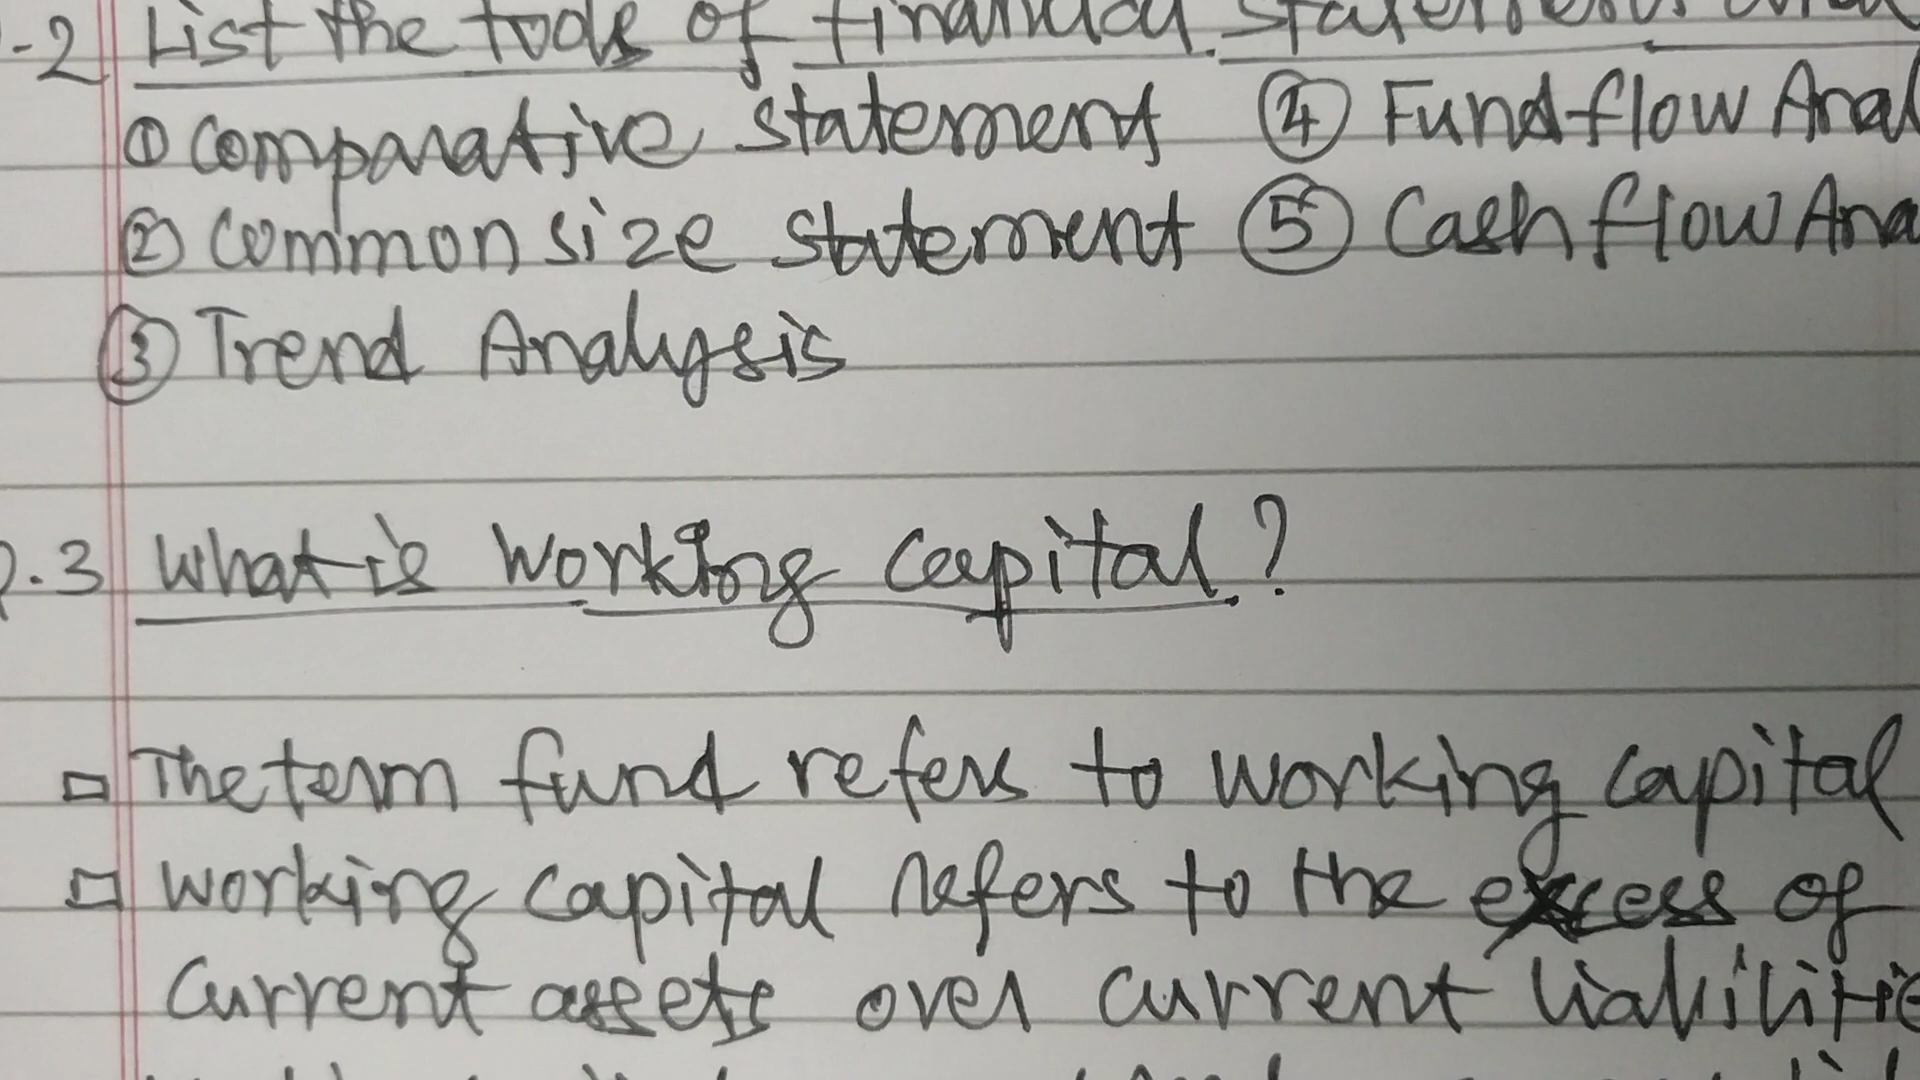 -2 List the tools of financial statement
① Comparative statement ④ Fund flow Anal
② Common size statement ⑤ Cash flow Ana
③ Trend Analysis
Q.3 What is working capital.?
▫ The term fund refers to working capital
▫ working capital refers to the excess of
current assets over current liabilitie